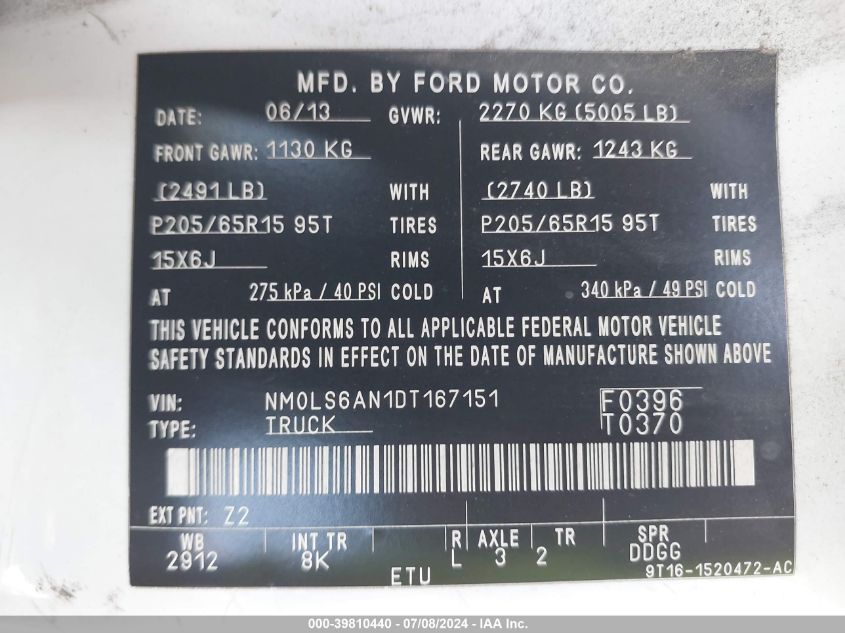 MFD. BY FORD MOTOR CO.
DATE: 06/13 GVWR: 2270 KG (5005 LB)
FRONT GAWR: 1130 KG REAR GAWR: 1243 KG
(2491 LB) WITH (2740 LB) WITH
P205/65R15 95T TIRES P205/65R15 95T TIRES
15X6J RIMS 15X6J RIMS
AT 275 kPa / 40 PSI COLD AT 340 kPa / 49 PSI COLD
THIS VEHICLE CONFORMS TO ALL APPLICABLE FEDERAL MOTOR VEHICLE
SAFETY STANDARDS IN EFFECT ON THE DATE OF MANUFACTURE SHOWN ABOVE
VIN: NM0LS6AN1DT167151 F0396
TYPE: TRUCK T0370
EXT PNT: Z2
WB INT TR R AXLE TR SPR
2912 8K L 3 2 DDGG
ETU 9T16-1520472-AC
000-39810440 - 07/08/2024 - IAA Inc.